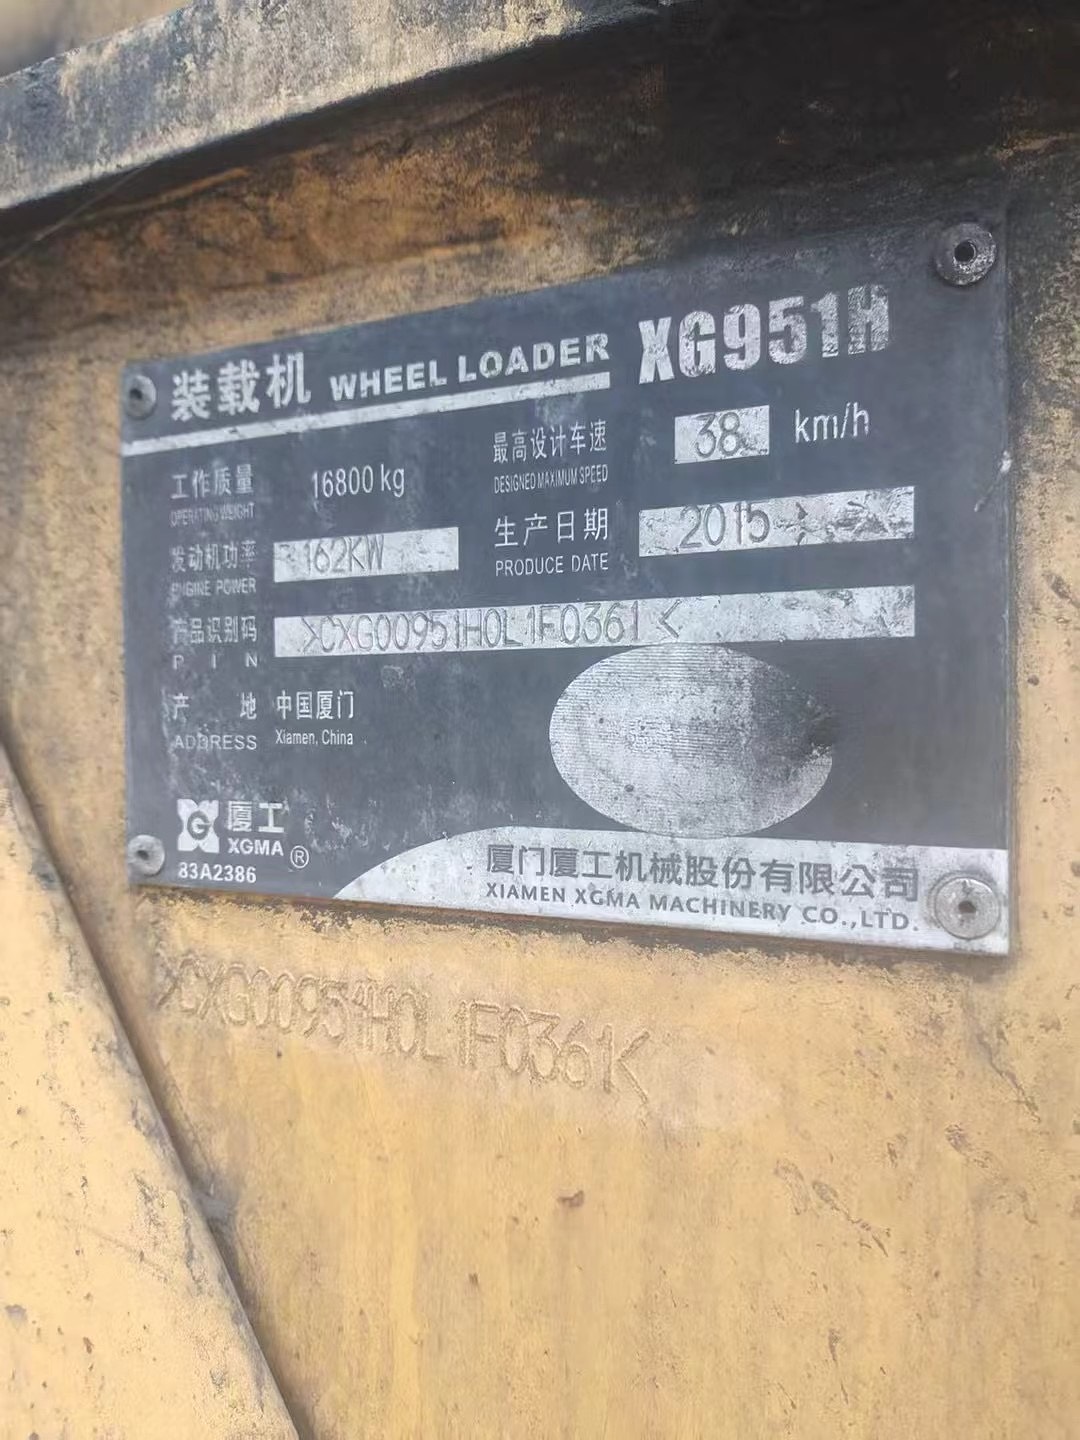 装载机 WHEEL LOADER XG951H
工作质量 16800 kg 最高设计车速 38 km/h
OPERATING WEIGHT DESIGNED MAXIMUM SPEED
发动机功率 162KW 生产日期 2015
ENGINE POWER PRODUCE DATE
产品识别码 >CXG00951H0L1F0361<
PIN
产地 中国厦门
ADDRESS Xiamen, China
厦工
XGMA ®
83A2386
厦门厦工机械股份有限公司
XIAMEN XGMA MACHINERY CO.,LTD.
>CXG00951H0L1F0361<